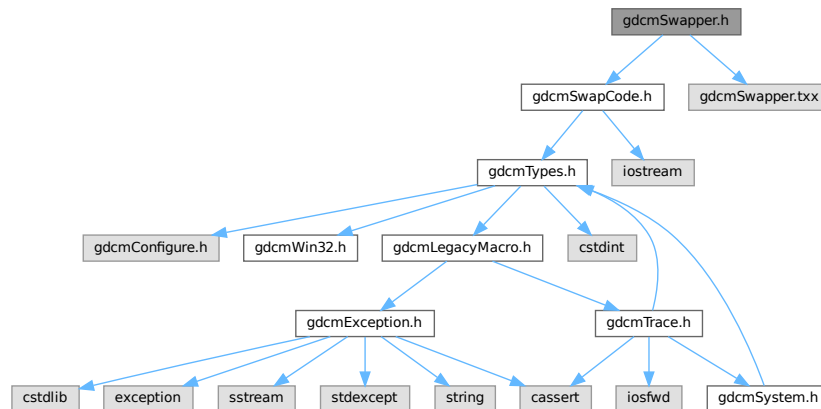 gdcmSwapper.h
gdcmSwapCode.h
gdcmSwapper.txx
gdcmTypes.h
iostream
gdcmConfigure.h
gdcmWin32.h
gdcmLegacyMacro.h
cstdint
gdcmException.h
gdcmTrace.h
cstdlib
exception
sstream
stdexcept
string
cassert
iosfwd
gdcmSystem.h